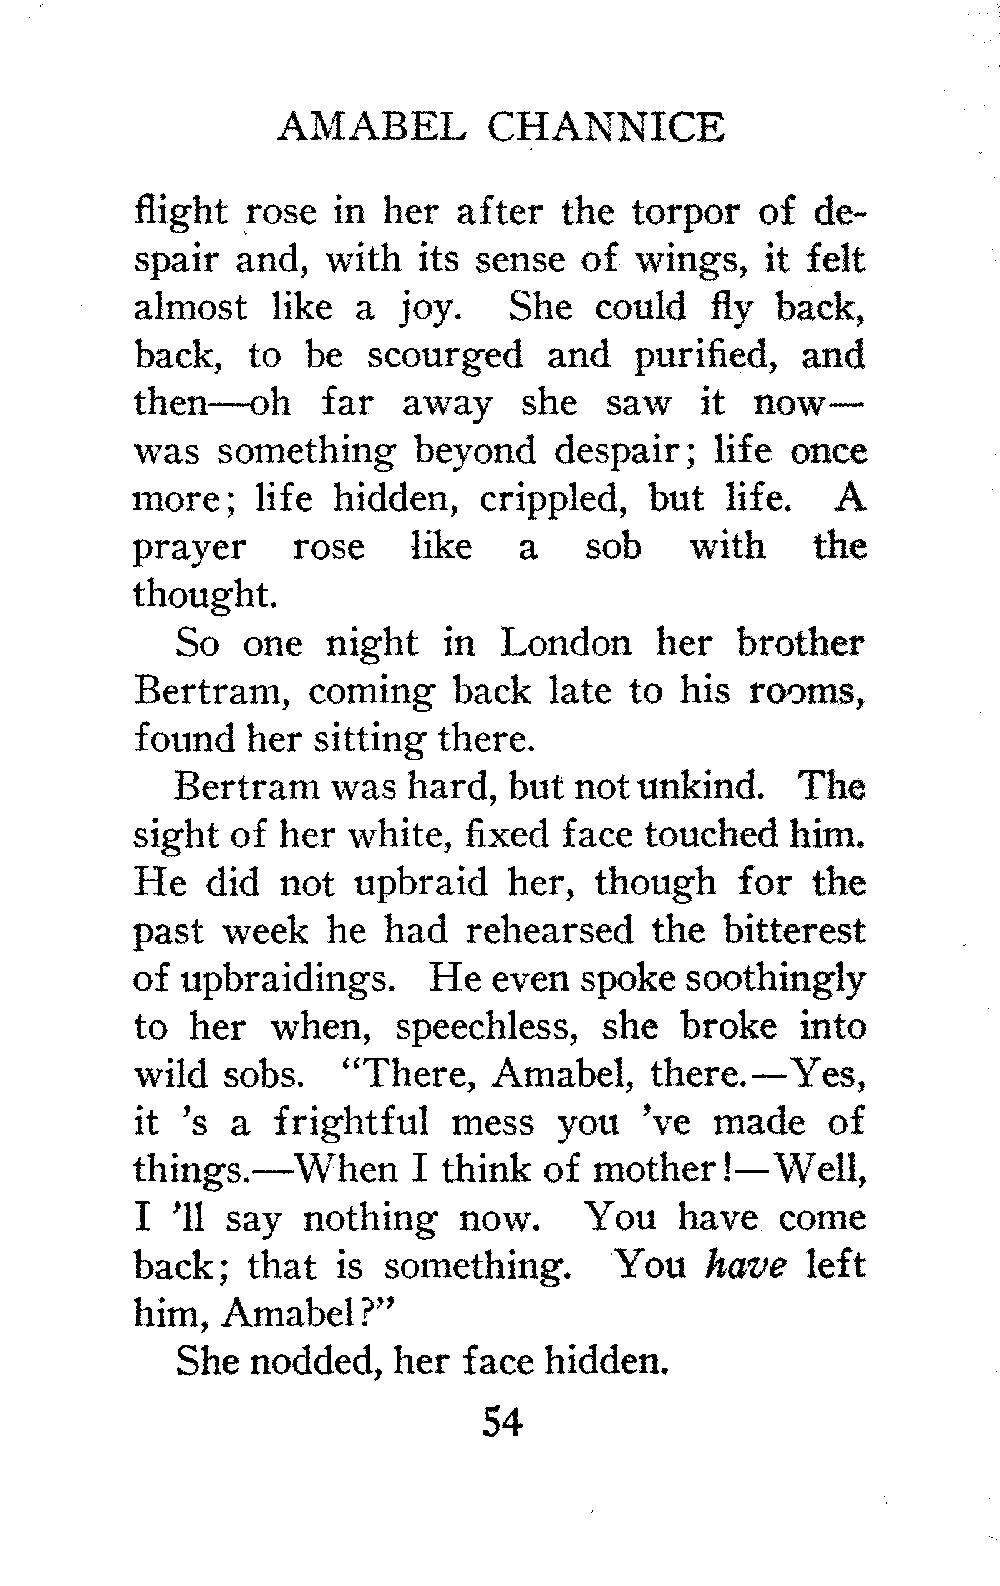 AMABEL CHANNICE
flight rose in her after the torpor of de-
spair and, with its sense of wings, it felt
almost like a joy. She could fly back,
back, to be scourged and purified, and
then—oh far away she saw it now—
was something beyond despair; life once
more; life hidden, crippled, but life. A
prayer rose like a sob with the
thought.
So one night in London her brother
Bertram, coming back late to his rooms,
found her sitting there.
Bertram was hard, but not unkind. The
sight of her white, fixed face touched him.
He did not upbraid her, though for the
past week he had rehearsed the bitterest
of upbraidings. He even spoke soothingly
to her when, speechless, she broke into
wild sobs. “There, Amabel, there.—Yes,
it ’s a frightful mess you ’ve made of
things.—When I think of mother!—Well,
I ’ll say nothing now. You have come
back; that is something. You have left
him, Amabel?”
She nodded, her face hidden.
54